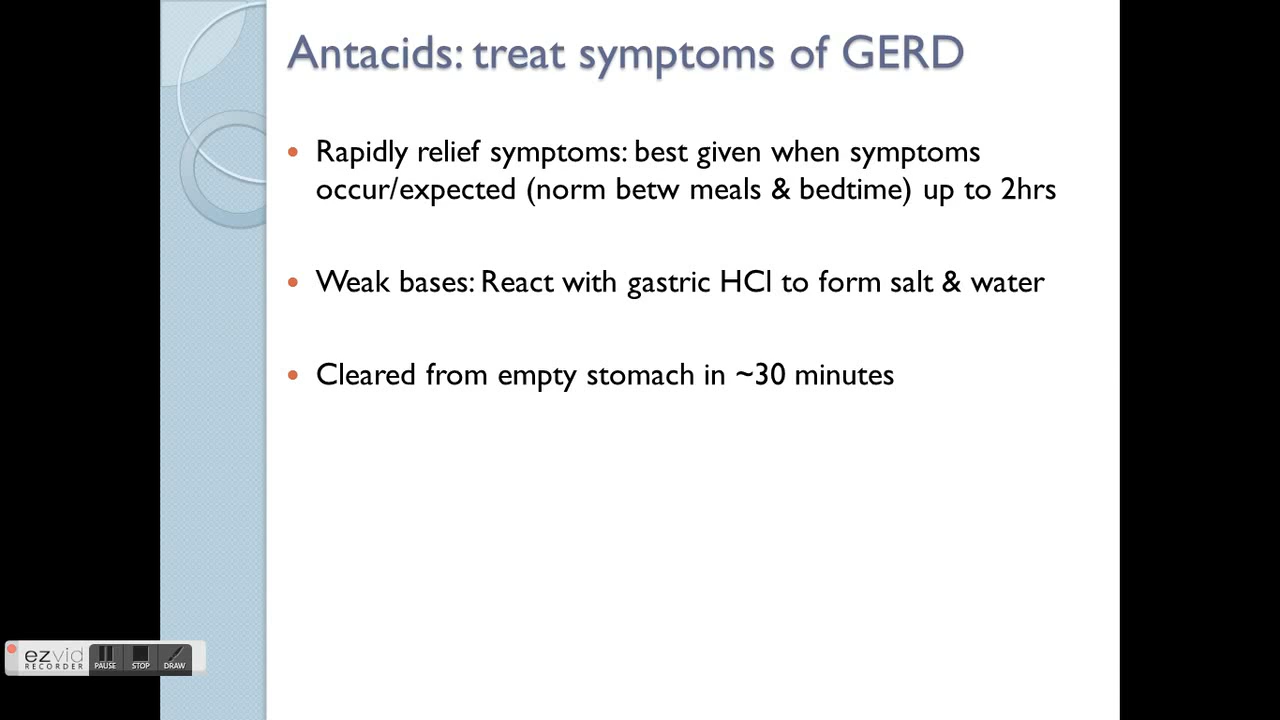 Antacids: treat symptoms of GERD
Rapidly relief symptoms: best given when symptoms
occur/expected (norm betw meals & bedtime) up to 2hrs
Weak bases: React with gastric HCl to form salt & water
Cleared from empty stomach in ~30 minutes
ezvid
RECORDER
PAUSE STOP DRAW